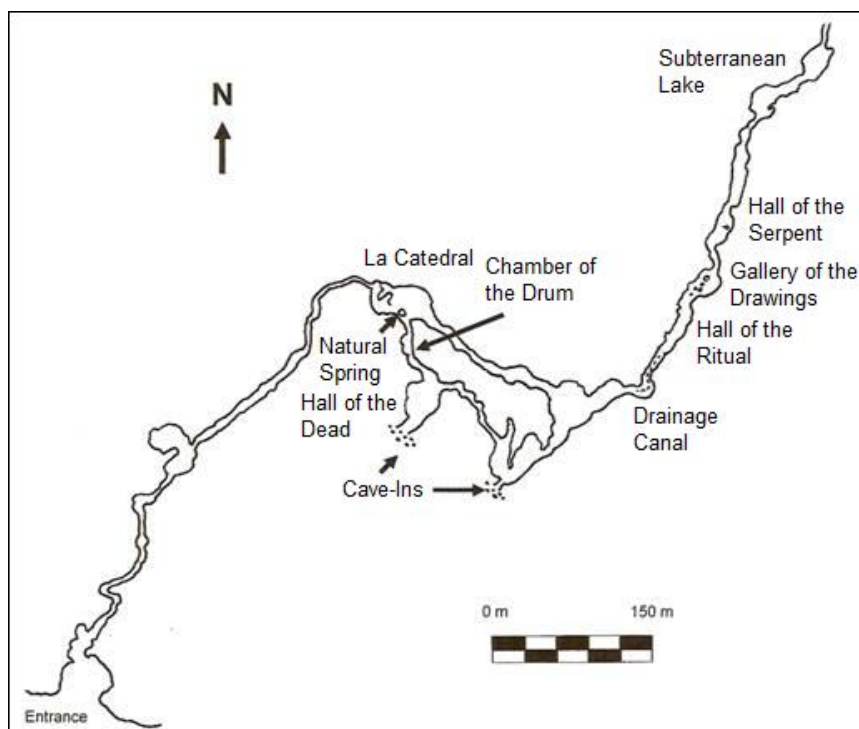 Subterranean
Lake
N
Hall of the
Serpent
La Catedral
Chamber of
the Drum
Gallery of the
Drawings
Hall of the
Ritual
Natural
Spring
Hall of the
Dead
Drainage
Canal
Cave-Ins
0 m
150 m
Entrance